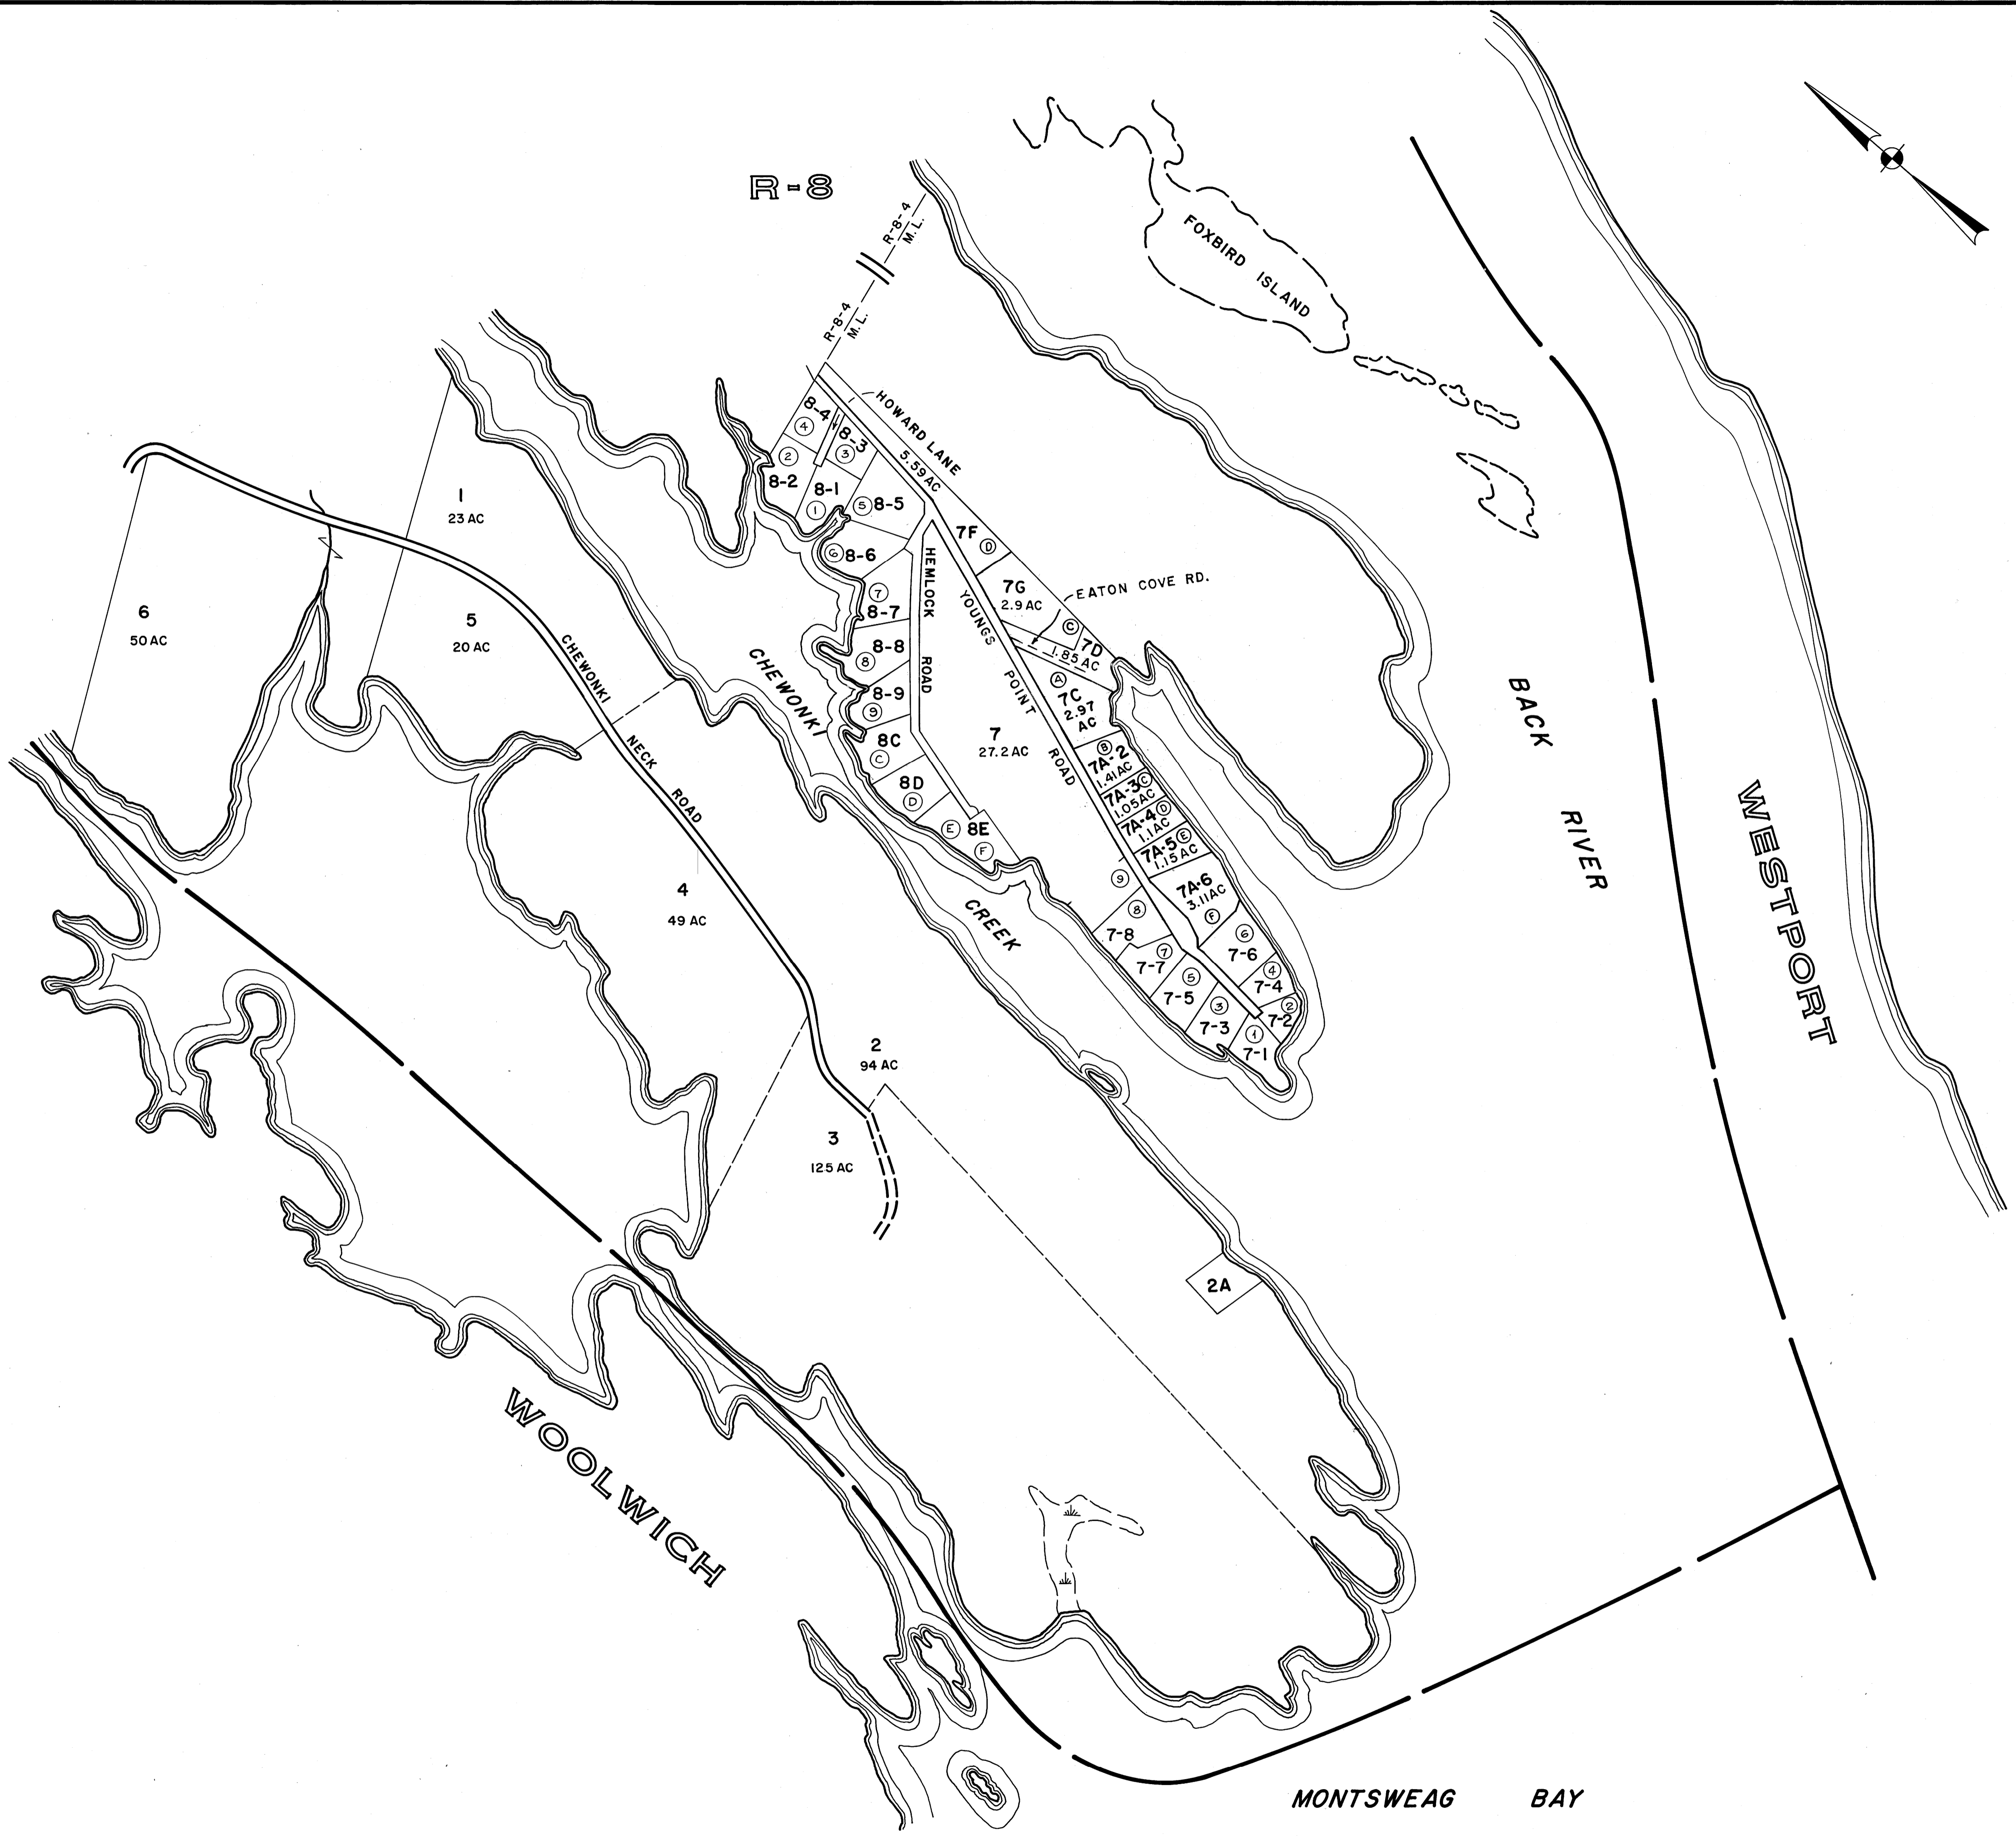 R-8
R-8-4
M.L.
R-8-4
M.L.
FOXBIRD ISLAND
HOWARD LANE
5.59 AC
8-4
4
8-3
3
2
8-2
8-1
1
5
8-5
6
8-6
7
8-7
8-8
8
8-9
9
8C
C
8D
D
E
8E
F
HEMLOCK
ROAD
7F
D
7G
2.9 AC
EATON COVE RD.
C
7D
1.85 AC
A
7C
2.97
AC
YOUNGS
POINT
ROAD
7
27.2 AC
B
7A-2
1.41 AC
7A-3
C
1.05 AC
7A-4
D
1.1 AC
7A-5
E
1.15 AC
7A-6
3.11 AC
F
9
8
7-8
7
7-7
6
7-6
5
7-5
4
7-4
3
7-3
2
7-2
1
7-1
1
23 AC
5
20 AC
6
50 AC
CHEWONKI
NECK
ROAD
4
49 AC
2
94 AC
3
125 AC
2A
CHEWONKI
CREEK
BACK
RIVER
WESTPORT
WOOLWICH
MONTSWEAG BAY